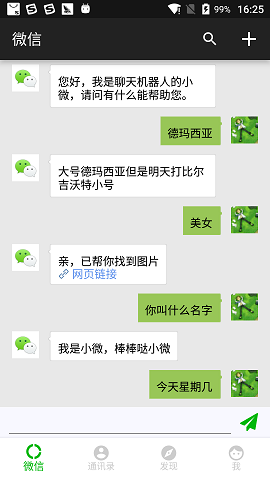 99% 16:25
微信
您好，我是聊天机器人的小
微，请问有什么能帮助您。
德玛西亚
大号德玛西亚但是明天打比尔
吉沃特小号
美女
亲，已帮你找到图片
网页链接
你叫什么名字
我是小微，棒棒哒小微
今天星期几
微信 通讯录 发现 我